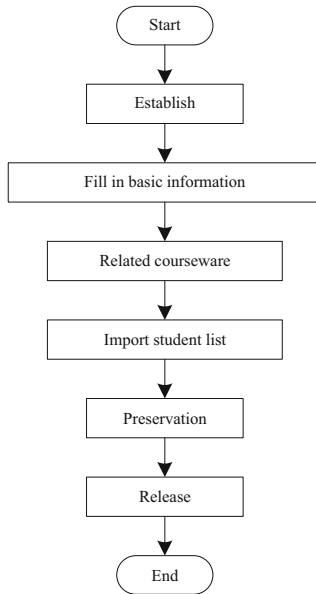 Start
Establish
Fill in basic information
Related courseware
Import student list
Preservation
Release
End